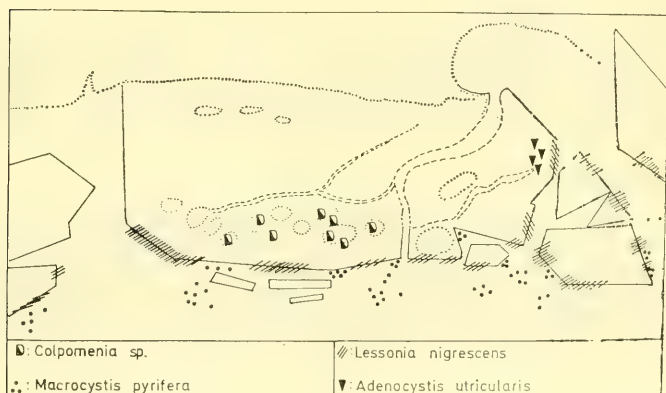 : Colpomenia sp.
: Lessonia nigrescens
: Macrocystis pyrifera
: Adenocystis utricularis